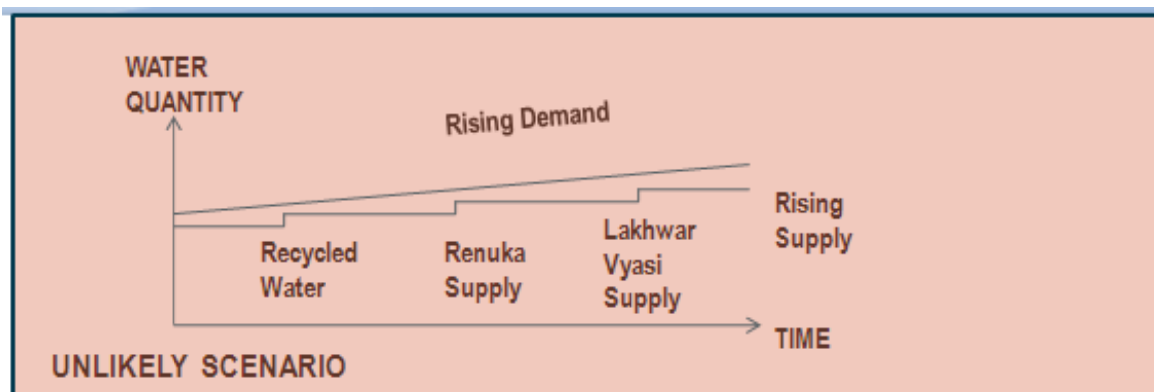 WATER
QUANTITY
Rising Demand
Recycled
Water
Renuka
Supply
Lakhwar
Vyasi
Supply
Rising
Supply
TIME
UNLIKELY SCENARIO